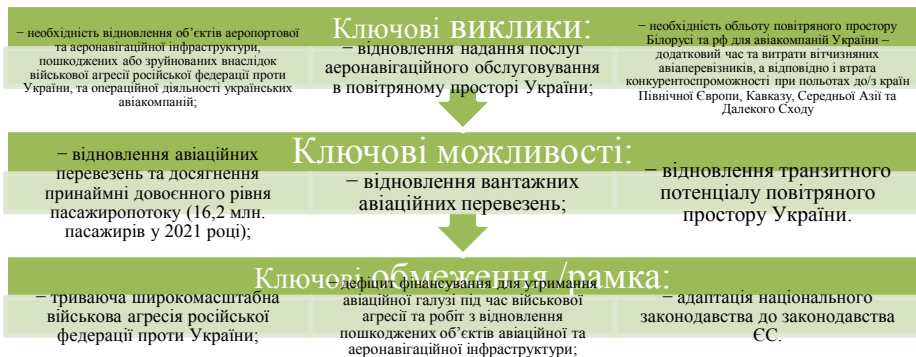 Ключові виклики:
− необхідність відновлення об’єктів аеропортової
та аеронавігаційної інфраструктури,
пошкоджених або зруйнованих внаслідок
військової агресії російської федерації проти
України, та операційної діяльності українських
авіакомпаній;
− відновлення надання послуг
аеронавігаційного обслуговування
в повітряному просторі України;
− необхідність обльоту повітряного простору
Білорусі та рф для авіакомпаній України –
додатковий час та витрати вітчизняних
авіаперевізників, а відповідно і втрата
конкурентоспроможності при польотах до/з країн
Північної Європи, Кавказу, Середньої Азії та
Далекого Сходу
Ключові можливості:
− відновлення авіаційних
перевезень та досягнення
принаймні довоєнного рівня
пасажиропотоку (16,2 млн.
пасажирів у 2021 році);
− відновлення вантажних
авіаційних перевезень;
− відновлення транзитного
потенціалу повітряного
простору України.
Ключові обмеження /рамка:
− триваюча широкомасштабна
військова агресія російської
федерації проти України;
− дефіцит фінансування для утримання
авіаційної галузі під час військової
агресії та робіт з відновлення
пошкоджених об’єктів авіаційної та
аеронавігаційної інфраструктури;
− адаптація національного
законодавства до законодавства
ЄС.